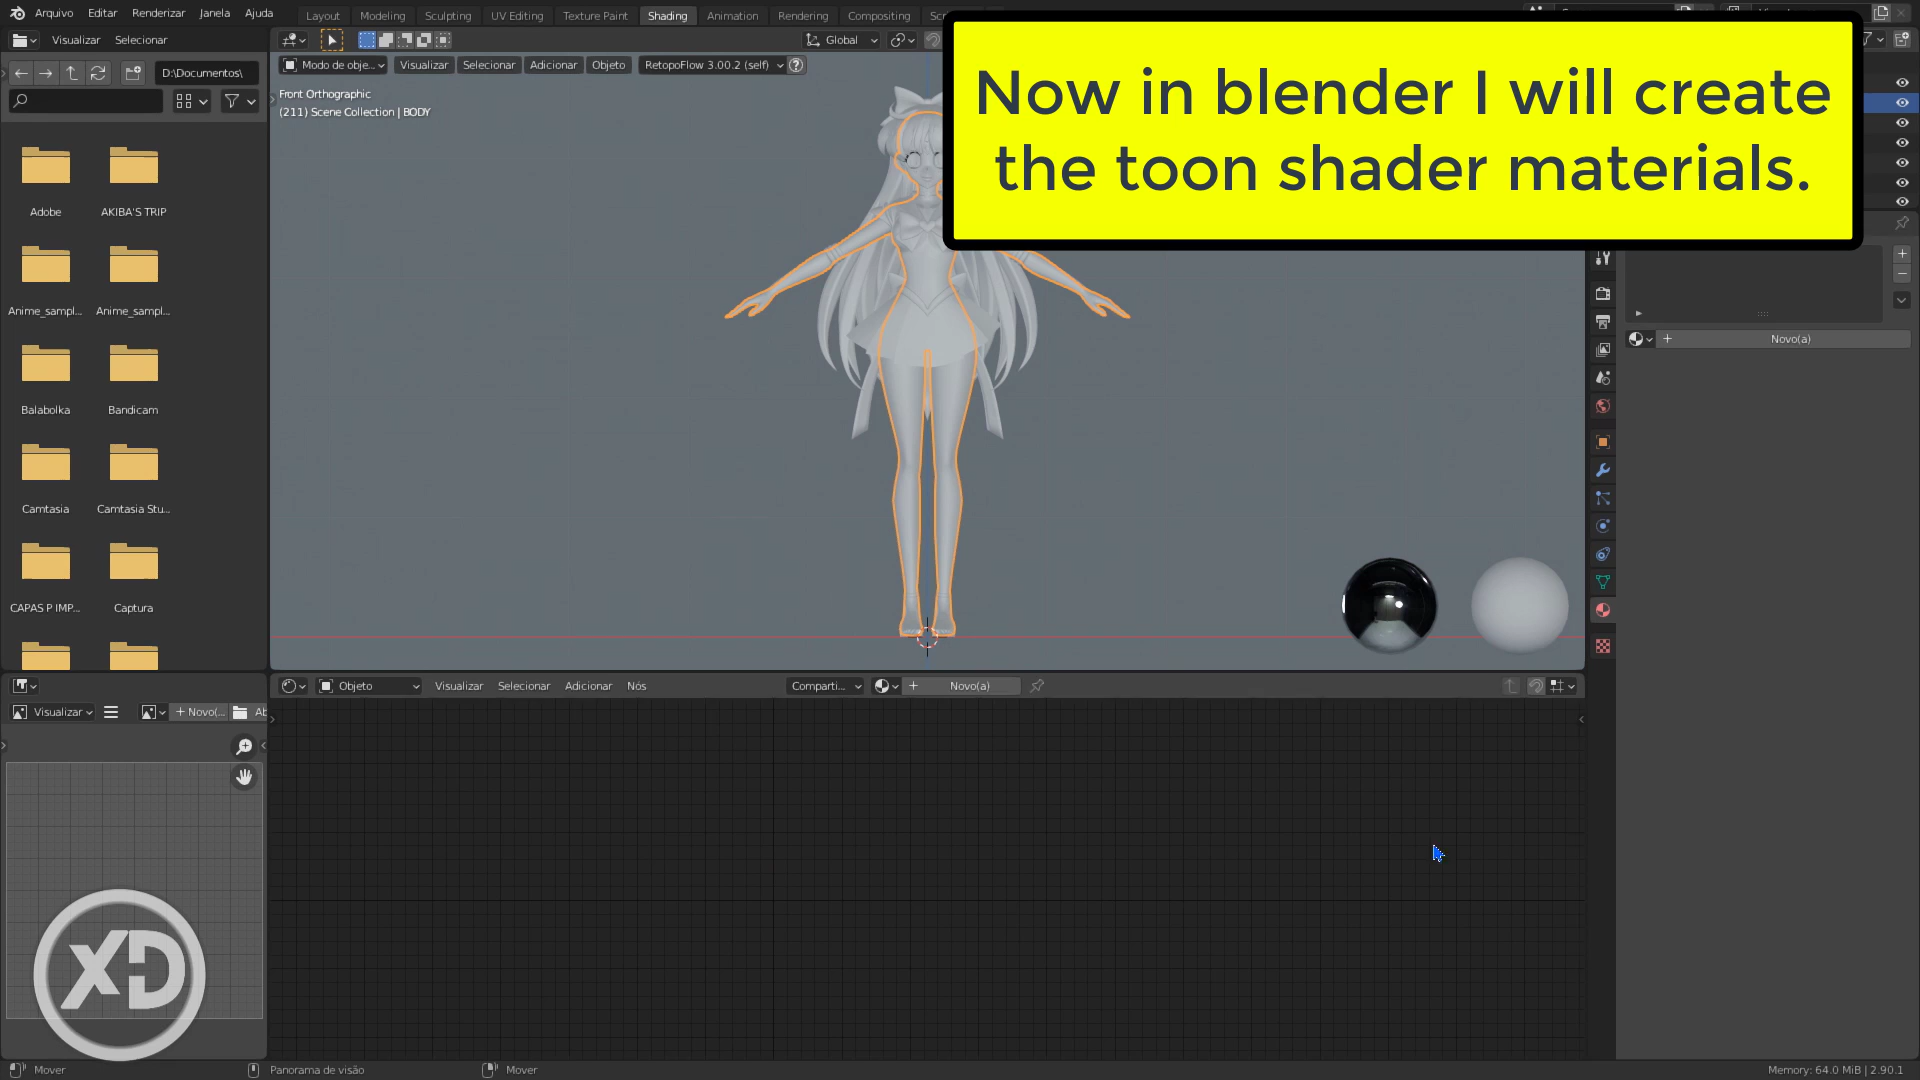 Arquivo Editar Renderizar Janela Ajuda
Layout Modeling Sculpting UV Editing Texture Paint Shading Animation Rendering Compositing
Now in blender I will create
the toon shader materials.
Visualizar Selecionar
Global
D:\Documentos\
Modo de obje... Visualizar Selecionar Adicionar Objeto RetopoFlow 3.00.2 (self)
Front Orthographic
(211) Scene Collection | BODY
Adobe AKIBA'S TRIP
Anime_sampl... Anime_sampl...
Balabolka Bandicam
Camtasia Camtasia Stu...
CAPAS P IMP... Captura
Novo(a)
Objeto Visualizar Selecionar Adicionar Nós Comparti... Novo(a)
Visualizar Novo(... Ab
XD
Mover Panorama de visão Mover Memory: 64.0 MiB | 2.90.1